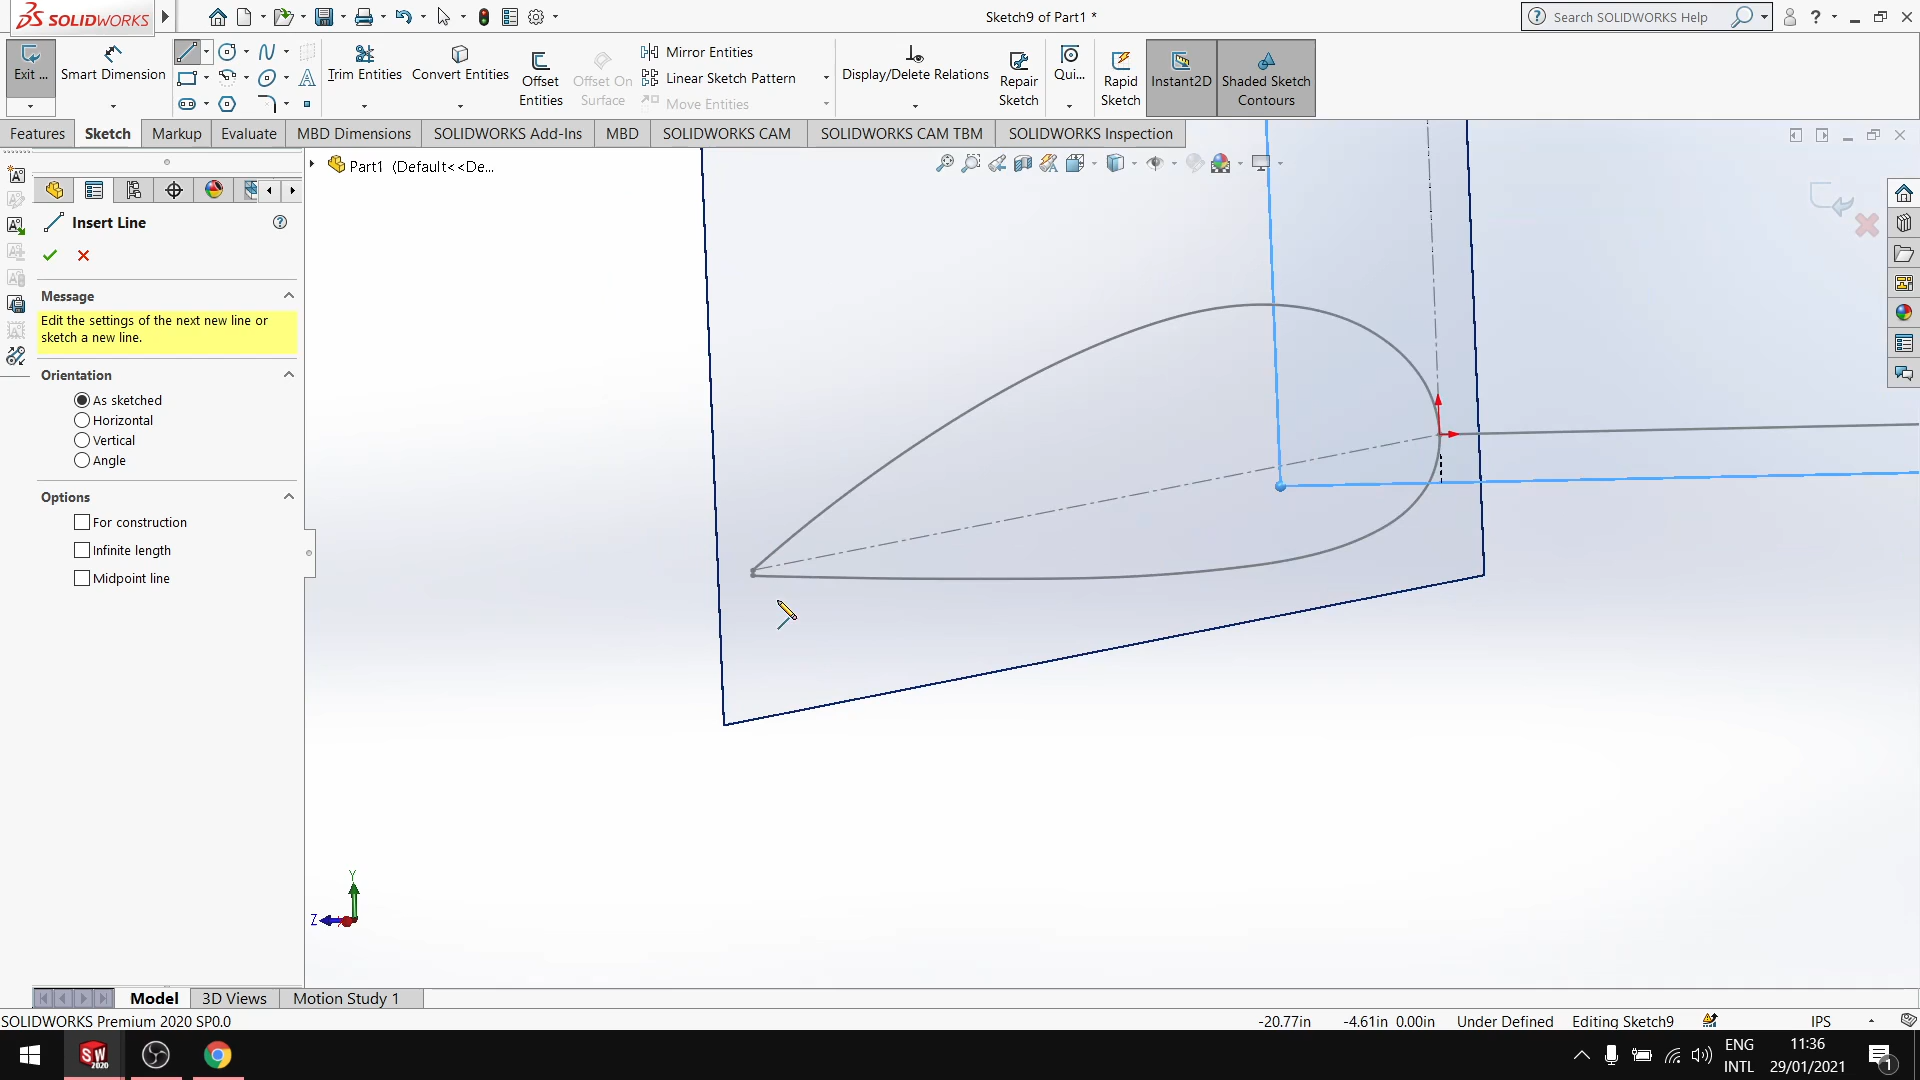 SOLIDWORKS
Sketch9 of Part1 *
Search SOLIDWORKS Help
Exit ...
Smart Dimension
Trim Entities
Convert Entities
Offset Entities
Offset On Surface
Mirror Entities
Linear Sketch Pattern
Move Entities
Display/Delete Relations
Repair Sketch
Qui...
Rapid Sketch
Instant2D
Shaded Sketch Contours
Features
Sketch
Markup
Evaluate
MBD Dimensions
SOLIDWORKS Add-Ins
MBD
SOLIDWORKS CAM
SOLIDWORKS CAM TBM
SOLIDWORKS Inspection
Part1 (Default<<De...
Insert Line
Message
Edit the settings of the next new line or
sketch a new line.
Orientation
As sketched
Horizontal
Vertical
Angle
Options
For construction
Infinite length
Midpoint line
Y
Z
Model
3D Views
Motion Study 1
SOLIDWORKS Premium 2020 SP0.0
-20.77in
-4.61in 0.00in
Under Defined
Editing Sketch9
IPS
SW
2020
ENG
INTL
11:36
29/01/2021
1